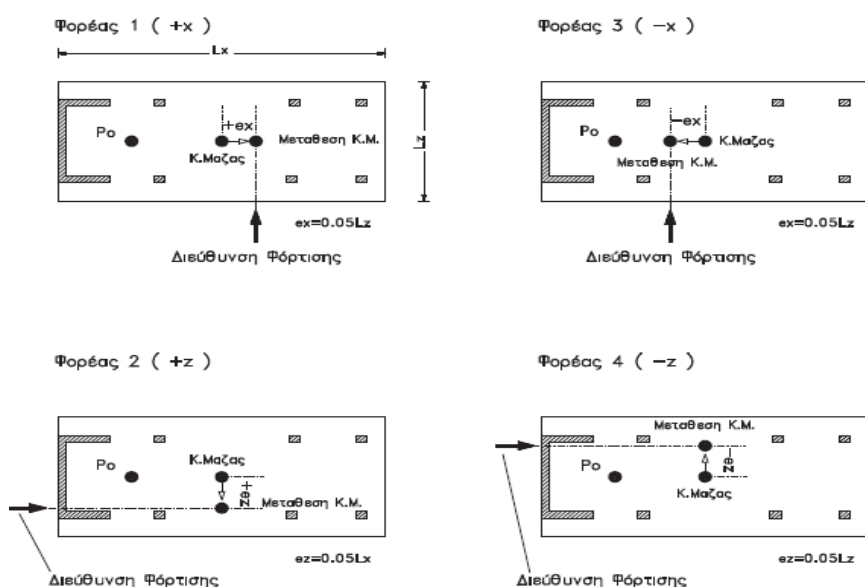 Φορέας 1 ( +x )
Lx
Lz
Po
+ex
Κ.Μαζας
Μεταθεση Κ.Μ.
ex=0.05Lz
Διεύθυνση Φόρτισης
Φορέας 3 ( −x )
Po
−ex
Κ.Μαζας
Μεταθεση Κ.Μ.
ex=0.05Lz
Διεύθυνση Φόρτισης
Φορέας 2 ( +z )
Po
Κ.Μαζας
+ez
Μεταθεση Κ.Μ.
ez=0.05Lx
Διεύθυνση Φόρτισης
Φορέας 4 ( −z )
Μεταθεση Κ.Μ.
Po
−ez
Κ.Μαζας
ez=0.05Lz
Διεύθυνση Φόρτισης